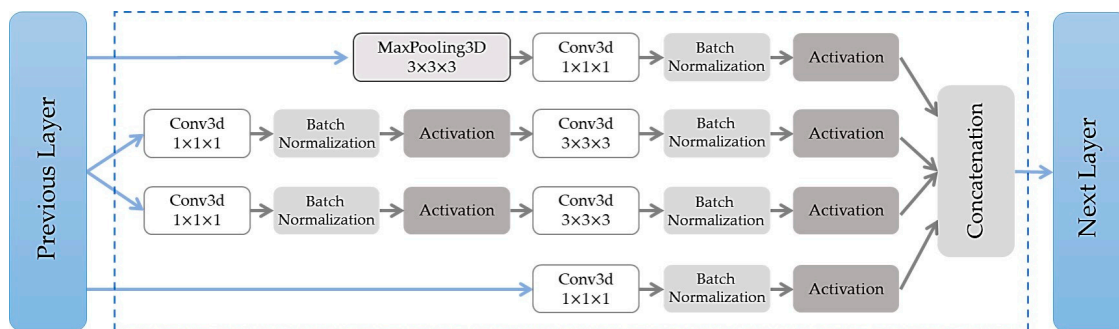 Previous Layer
MaxPooling3D
3×3×3
Conv3d
1×1×1
Batch
Normalization
Activation
Conv3d
1×1×1
Batch
Normalization
Activation
Conv3d
3×3×3
Batch
Normalization
Activation
Conv3d
1×1×1
Batch
Normalization
Activation
Conv3d
3×3×3
Batch
Normalization
Activation
Conv3d
1×1×1
Batch
Normalization
Activation
Concatenation
Next Layer